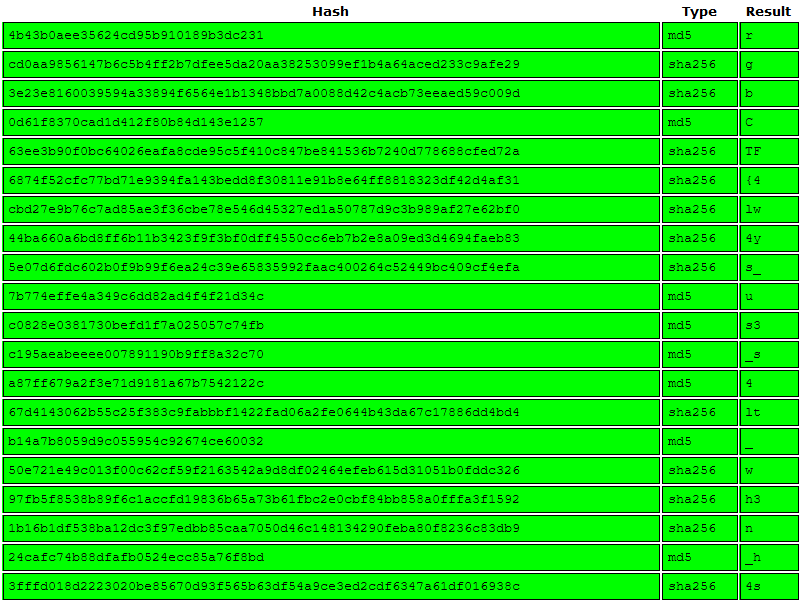 Hash Type Result
4b43b0aee35624cd95b910189b3dc231 md5 r
cd0aa9856147b6c5b4ff2b7dfee5da20aa38253099ef1b4a64aced233c9afe29 sha256 g
3e23e8160039594a33894f6564e1b1348bbd7a0088d42c4acb73eeaed59c009d sha256 b
0d61f8370cad1d412f80b84d143e1257 md5 C
63ee3b90f0bc64026eafa8cde95c5f410c847be841536b7240d778688cfed72a sha256 TF
6874f52cfc77bd71e9394fa143bedd8f30811e91b8e64ff8818323df42d4af31 sha256 {4
cbd27e9b76c7ad85ae3f36cbe78e546d45327ed1a50787d9c3b989af27e62bf0 sha256 lw
44ba660a6bd8ff6b11b3423f9f3bf0dff4550cc6eb7b2e8a09ed3d4694faeb83 sha256 4y
5e07d6fdc602b0f9b99f6ea24c39e65835992faac400264c52449bc409cf4efa sha256 s_
7b774effe4a349c6dd82ad4f4f21d34c md5 u
c0828e0381730befd1f7a025057c74fb md5 s3
c195aeabeeee007891190b9ff8a32c70 md5 _s
a87ff679a2f3e71d9181a67b7542122c md5 4
67d4143062b55c25f383c9fabbbf1422fad06a2fe0644b43da67c17886dd4bd4 sha256 lt
b14a7b8059d9c055954c92674ce60032 md5 _
50e721e49c013f00c62cf59f2163542a9d8df02464efeb615d31051b0fddc326 sha256 w
97fb5f8538b89f6c1accfd19836b65a73b61fbc2e0cbf84bb858a0fffa3f1592 sha256 h3
1b16b1df538ba12dc3f97edbb85caa7050d46c148134290feba80f8236c83db9 sha256 n
24cafc74b88dfafb0524ecc85a76f8bd md5 _h
3fffd018d2223020be85670d93f565b63df54a9ce3ed2cdf6347a61df016938c sha256 4s